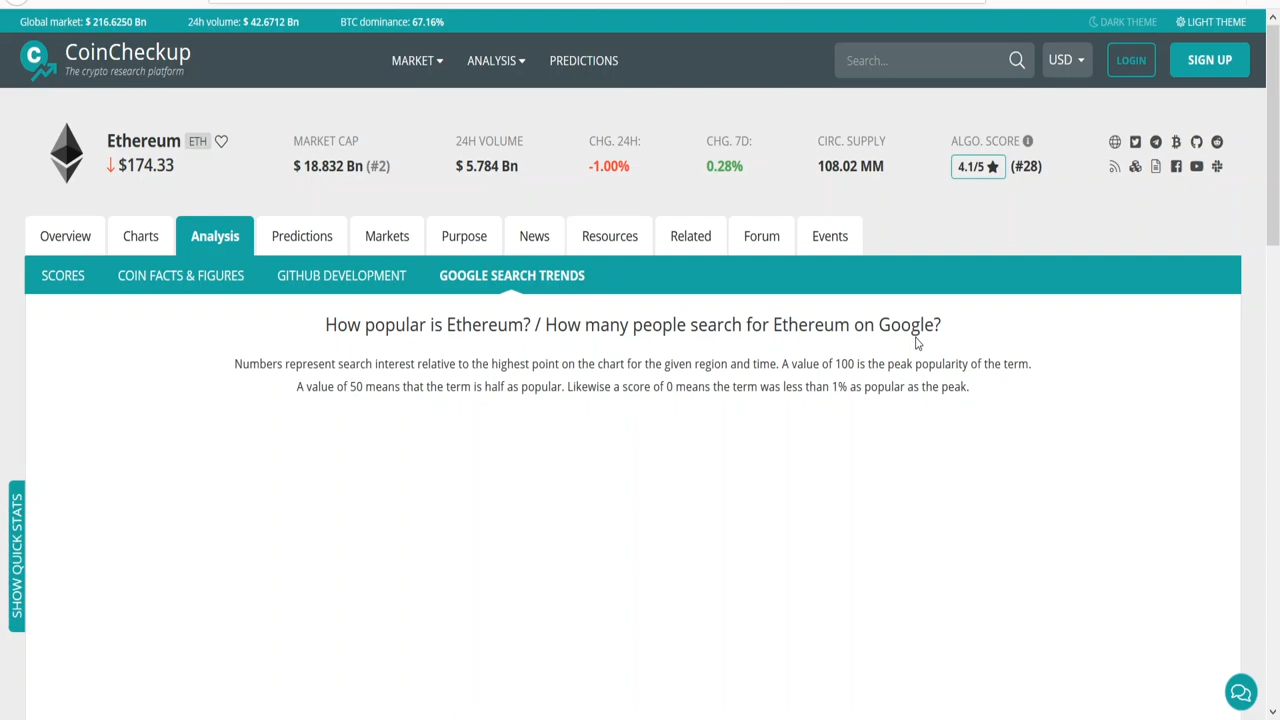 Global market: $ 216.6250 Bn 24h volume: $ 42.6712 Bn BTC dominance: 67.16% DARK THEME LIGHT THEME
CoinCheckup
The crypto research platform
MARKET ANALYSIS PREDICTIONS Search... USD LOGIN SIGN UP
Ethereum ETH MARKET CAP 24H VOLUME CHG. 24H: CHG. 7D: CIRC. SUPPLY ALGO. SCORE
↓$174.33 $ 18.832 Bn (#2) $ 5.784 Bn -1.00% 0.28% 108.02 MM 4.1/5 ★ (#28)
Overview Charts Analysis Predictions Markets Purpose News Resources Related Forum Events
SCORES COIN FACTS & FIGURES GITHUB DEVELOPMENT GOOGLE SEARCH TRENDS
How popular is Ethereum? / How many people search for Ethereum on Google?
Numbers represent search interest relative to the highest point on the chart for the given region and time. A value of 100 is the peak popularity of the term.
A value of 50 means that the term is half as popular. Likewise a score of 0 means the term was less than 1% as popular as the peak.
SHOW QUICK STATS